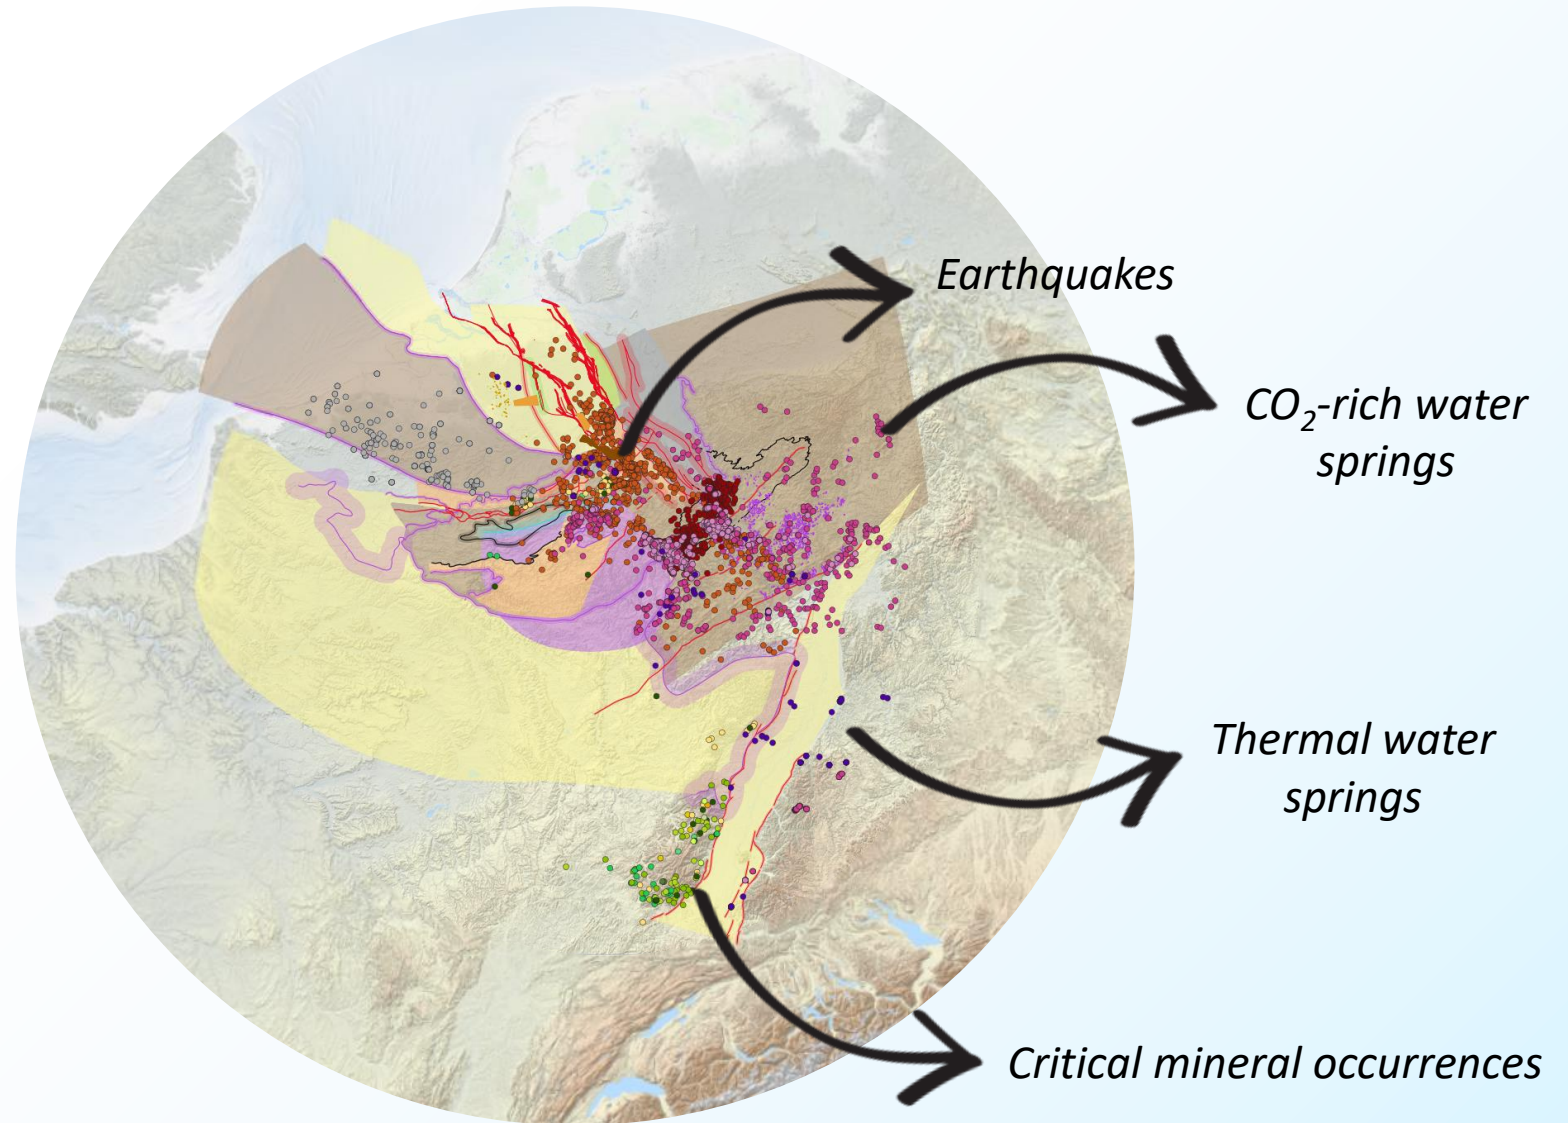 Earthquakes
CO₂-rich water
springs
Thermal water
springs
Critical mineral occurrences